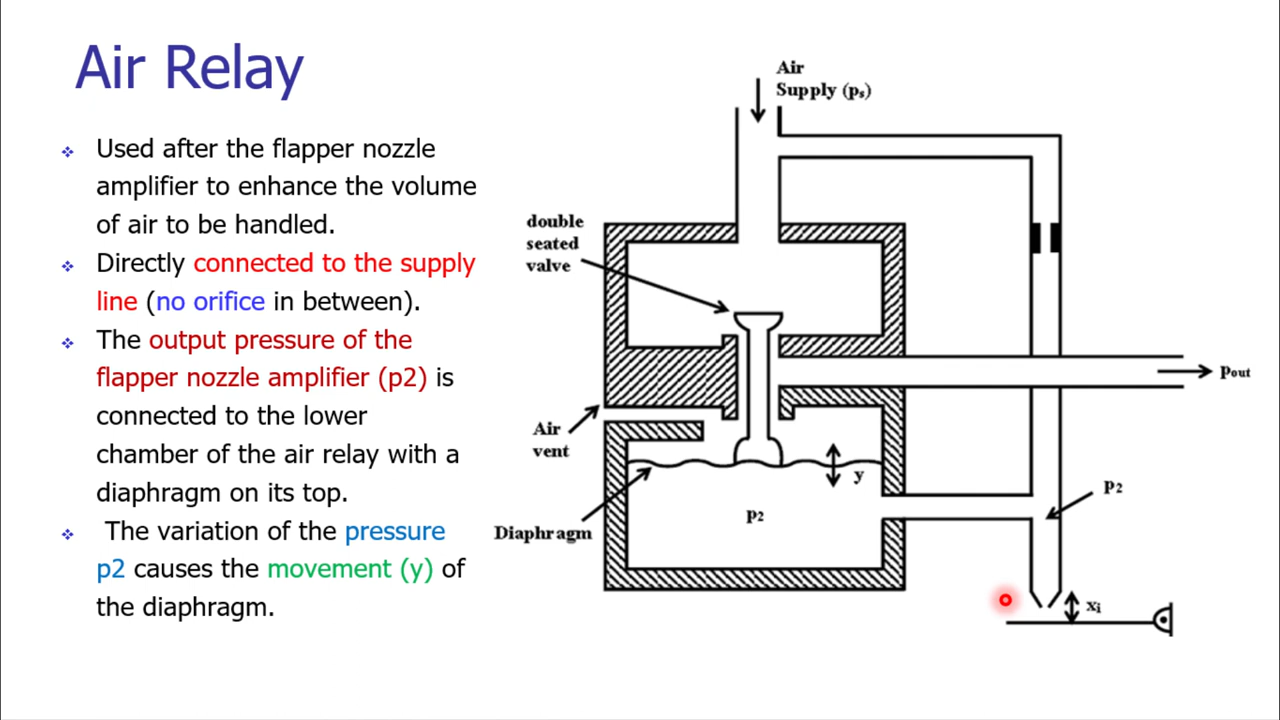 Air Relay
❖ Used after the flapper nozzle
amplifier to enhance the volume
of air to be handled.
❖ Directly connected to the supply
line (no orifice in between).
❖ The output pressure of the
flapper nozzle amplifier (p2) is
connected to the lower
chamber of the air relay with a
diaphragm on its top.
❖ The variation of the pressure
p2 causes the movement (y) of
the diaphragm.
Air
Supply (ps)
double
seated
valve
Pout
Air
vent
y
P2
Diaphragm
P2
xi